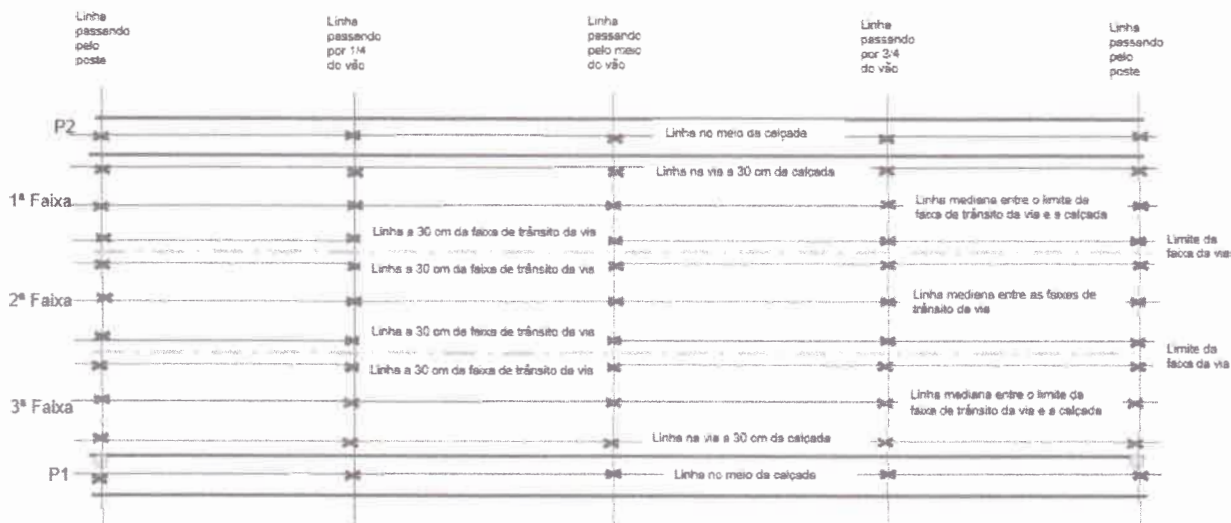 Linha
passando
pelo
poste
Linha
passando
por 1/4
do vão
Linha
passando
pelo meio
do vão
Linha
passando
por 3/4
do vão
Linha
passando
pelo
poste
P2
Linha no meio da calçada
Linha na via a 30 cm da calçada
1ª Faixa
Linha mediana entre o limite da
faixa de trânsito da via e a calçada
Linha a 30 cm da faixa de trânsito da via
Limite da
faixa da via
Linha a 30 cm da faixa de trânsito da via
2ª Faixa
Linha mediana entre as faixas de
trânsito da via
Linha a 30 cm da faixa de trânsito da via
Limite da
faixa da via
Linha a 30 cm da faixa de trânsito da via
3ª Faixa
Linha mediana entre o limite da
faixa de trânsito da via e a calçada
Linha na via a 30 cm da calçada
P1
Linha no meio da calçada